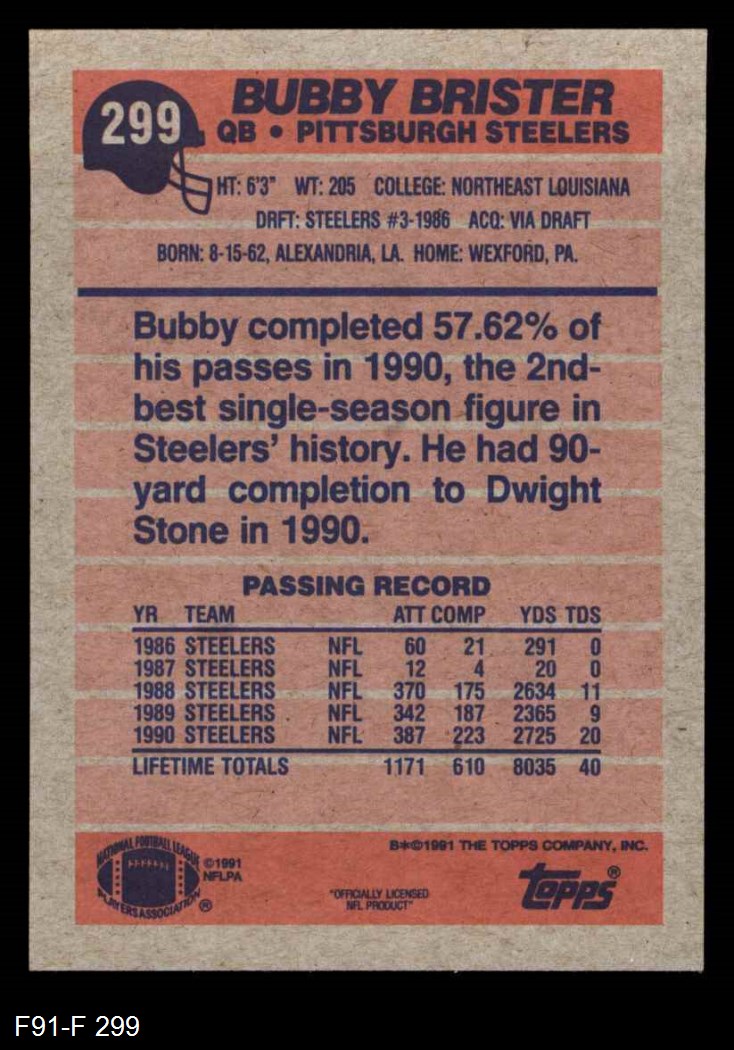 299
BUBBY BRISTER
QB • PITTSBURGH STEELERS
HT: 6'3" WT: 205 COLLEGE: NORTHEAST LOUISIANA
DRFT: STEELERS #3-1986 ACQ: VIA DRAFT
BORN: 8-15-62, ALEXANDRIA, LA. HOME: WEXFORD, PA.
Bubby completed 57.62% of
his passes in 1990, the 2nd-
best single-season figure in
Steelers' history. He had 90-
yard completion to Dwight
Stone in 1990.
PASSING RECORD
YR TEAM ATT COMP YDS TDS
1986 STEELERS NFL 60 21 291 0
1987 STEELERS NFL 12 4 20 0
1988 STEELERS NFL 370 175 2634 11
1989 STEELERS NFL 342 187 2365 9
1990 STEELERS NFL 387 223 2725 20
LIFETIME TOTALS 1171 610 8035 40
NATIONAL FOOTBALL LEAGUE
PLAYERS ASSOCIATION ®
©1991
NFLPA
B*©1991 THE TOPPS COMPANY, INC.
"OFFICIALLY LICENSED
NFL PRODUCT"
topps®
F91-F 299